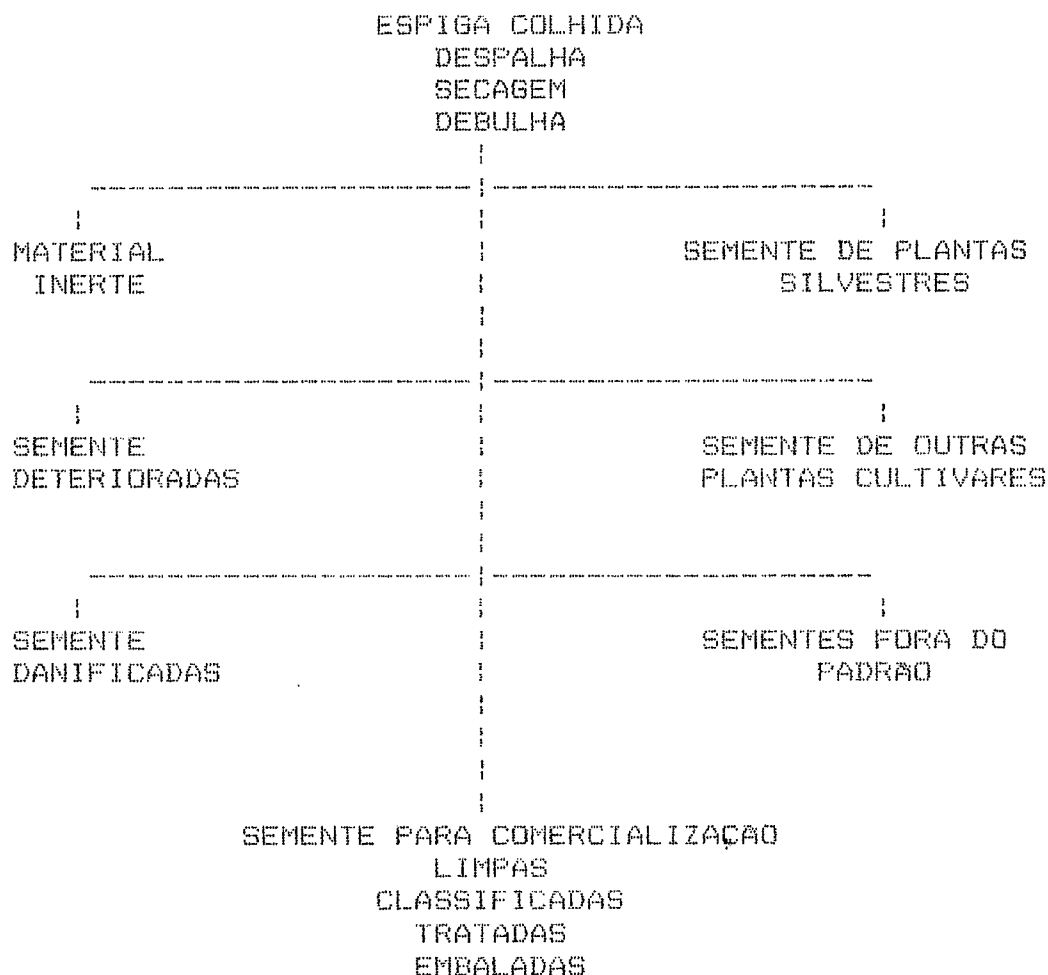 ESPIGA COLHIDA
DESPALHA
SECAGEM
DEBULHA
MATERIAL
INERTE
SEMENTE DE PLANTAS
SILVESTRES
SEMENTE
DETERIORADAS
SEMENTE DE OUTRAS
PLANTAS CULTIVARES
SEMENTE
DANIFICADAS
SEMENTES FORA DO
PADRÃO
SEMENTE PARA COMERCIALIZAÇAO
LIMPAS
CLASSIFICADAS
TRATADAS
EMBALADAS